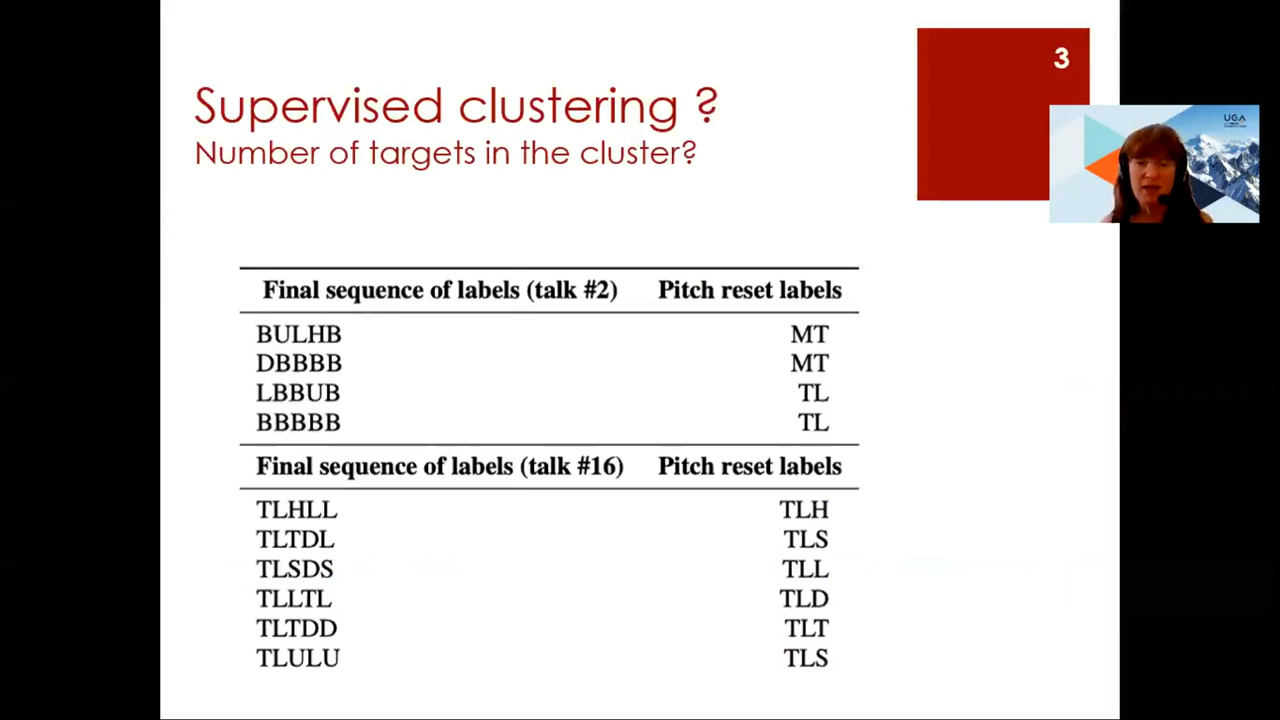 3
Supervised clustering ?
Number of targets in the cluster?
UGA
Final sequence of labels (talk #2) Pitch reset labels
BULHB MT
DBBBB MT
LBBUB TL
BBBBB TL
Final sequence of labels (talk #16) Pitch reset labels
TLHLL TLH
TLTDL TLS
TLSDS TLL
TLLTL TLD
TLTDD TLT
TLULU TLS